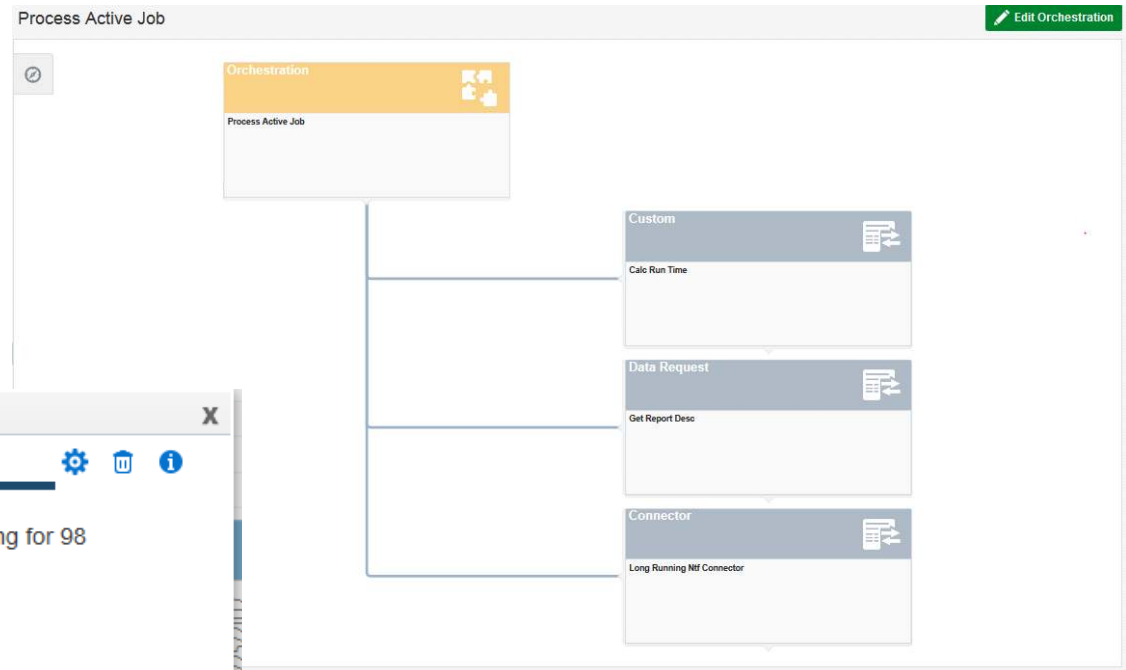 Process Active Job
Edit Orchestration
Orchestration
Process Active Job
Custom
Calc Run Time
Data Request
Get Report Desc
Connector
Long Running Ntf Connector
X
for 98